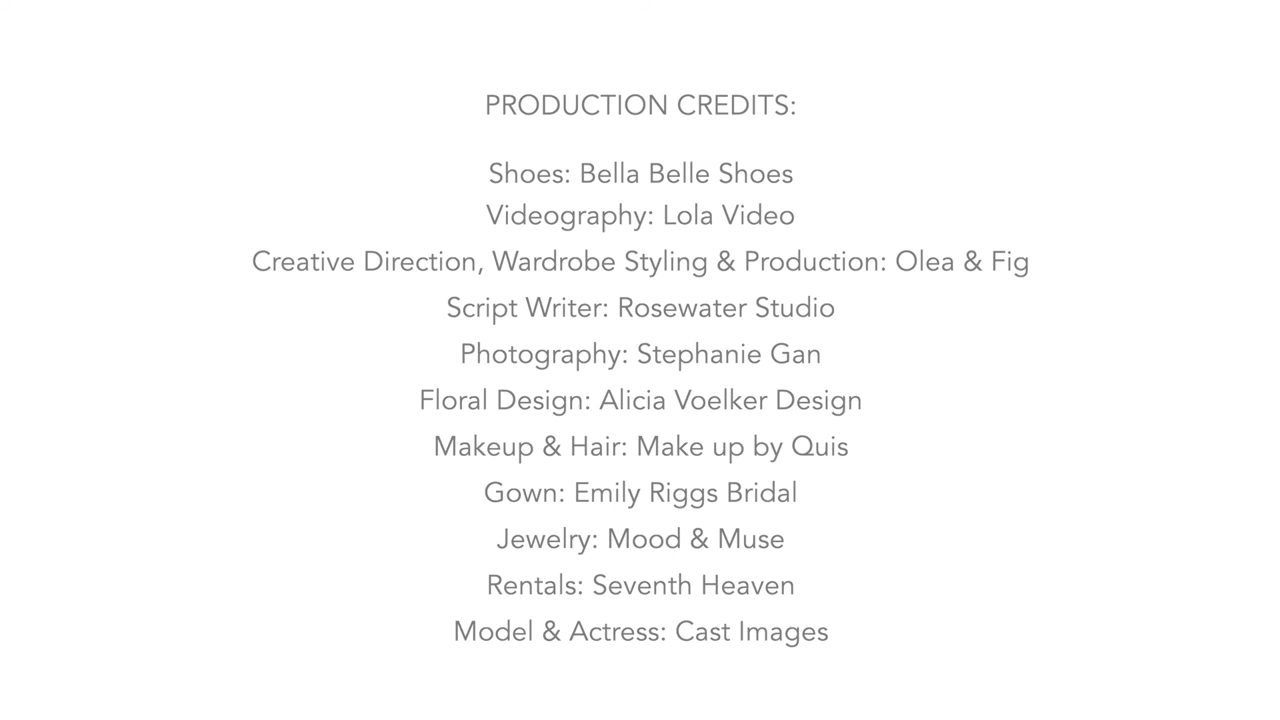 PRODUCTION CREDITS:
Shoes: Bella Belle Shoes
Videography: Lola Video
Creative Direction, Wardrobe Styling & Production: Olea & Fig
Script Writer: Rosewater Studio
Photography: Stephanie Gan
Floral Design: Alicia Voelker Design
Makeup & Hair: Make up by Quis
Gown: Emily Riggs Bridal
Jewelry: Mood & Muse
Rentals: Seventh Heaven
Model & Actress: Cast Images